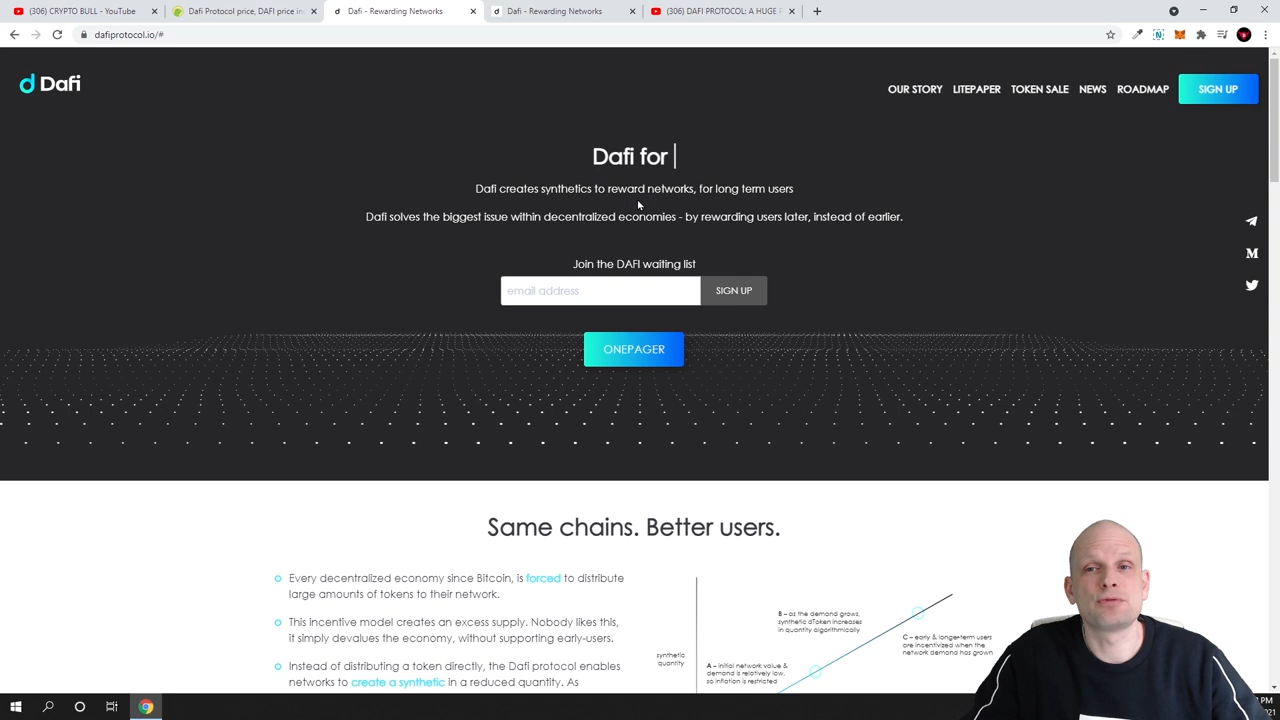 (306) CRYPTO BULL - YouTube
Dafi Protocol price, DAFI price in
Dafi - Rewarding Networks
Dafi - Rewarding Networks
(306) DAFI PROTOCOL: A HUGE P
dafiprotocol.io/#
Dafi
OUR STORY
LITEPAPER
TOKEN SALE
NEWS
ROADMAP
SIGN UP
Dafi for
Dafi creates synthetics to reward networks, for long term users
Dafi solves the biggest issue within decentralized economies - by rewarding users later, instead of earlier.
Join the DAFI waiting list
email address
SIGN UP
ONEPAGER
Same chains. Better users.
Every decentralized economy since Bitcoin, is forced to distribute
large amounts of tokens to their network.
This incentive model creates an excess supply. Nobody likes this,
it simply devalues the economy, without supporting early-users.
Instead of distributing a token directly, the Dafi protocol enables
networks to create a synthetic in a reduced quantity. As
synthetic
quantity
B – as the demand grows,
synthetic dToken increases
in quantity algorithmically
A – initial network value &
demand is relatively low,
so inflation is restricted
C – early & longer-term users
are incentivized when the
network demand has grown
PM
2021